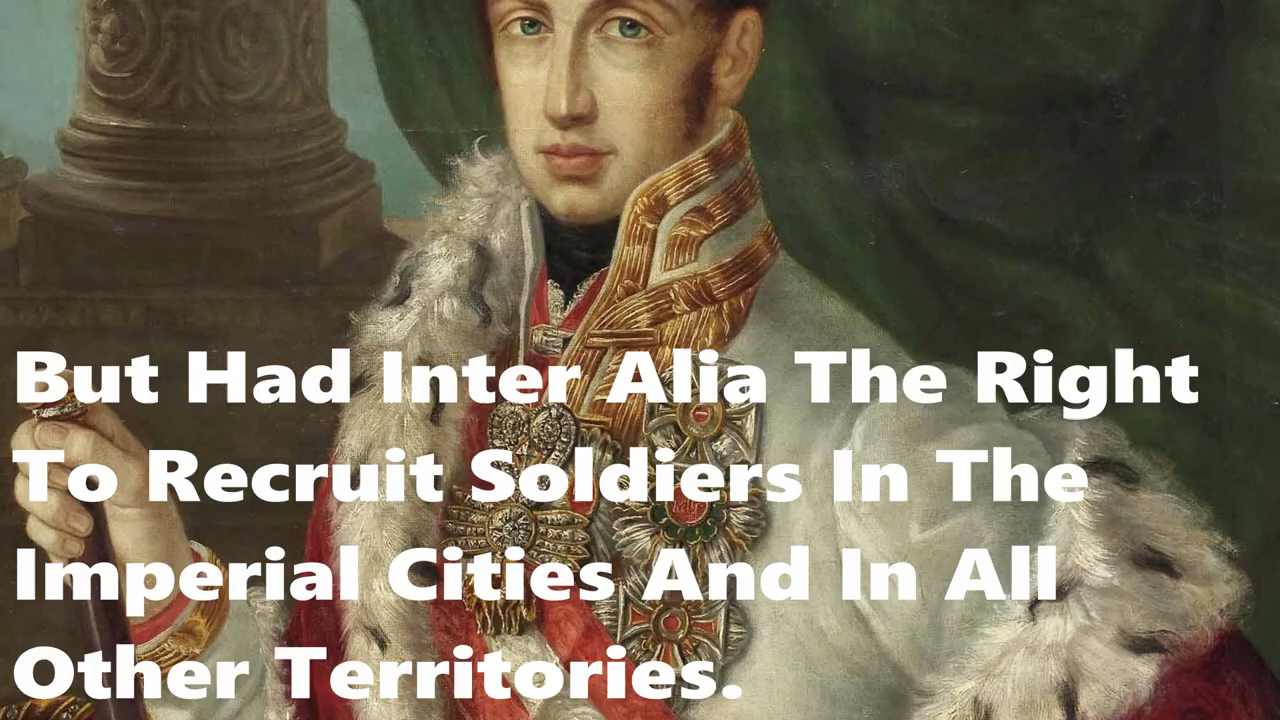 But Had Inter Alia The Right
To Recruit Soldiers In The
Imperial Cities And In All
Other Territories.